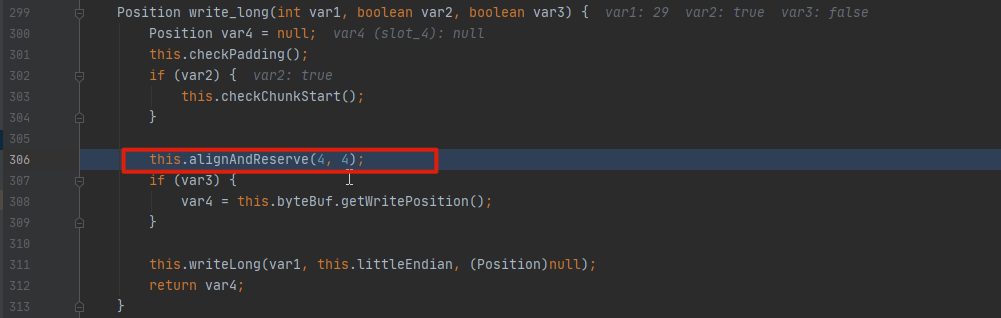 299 Position write_long(int var1, boolean var2, boolean var3) { var1: 29 var2: true var3: false
300 Position var4 = null; var4 (slot_4): null
301 this.checkPadding();
302 if (var2) { var2: true
303 this.checkChunkStart();
304 }
305
306 this.alignAndReserve(4, 4);
307 if (var3) {
308 var4 = this.byteBuf.getWritePosition();
309 }
310
311 this.writeLong(var1, this.littleEndian, (Position)null);
312 return var4;
313 }